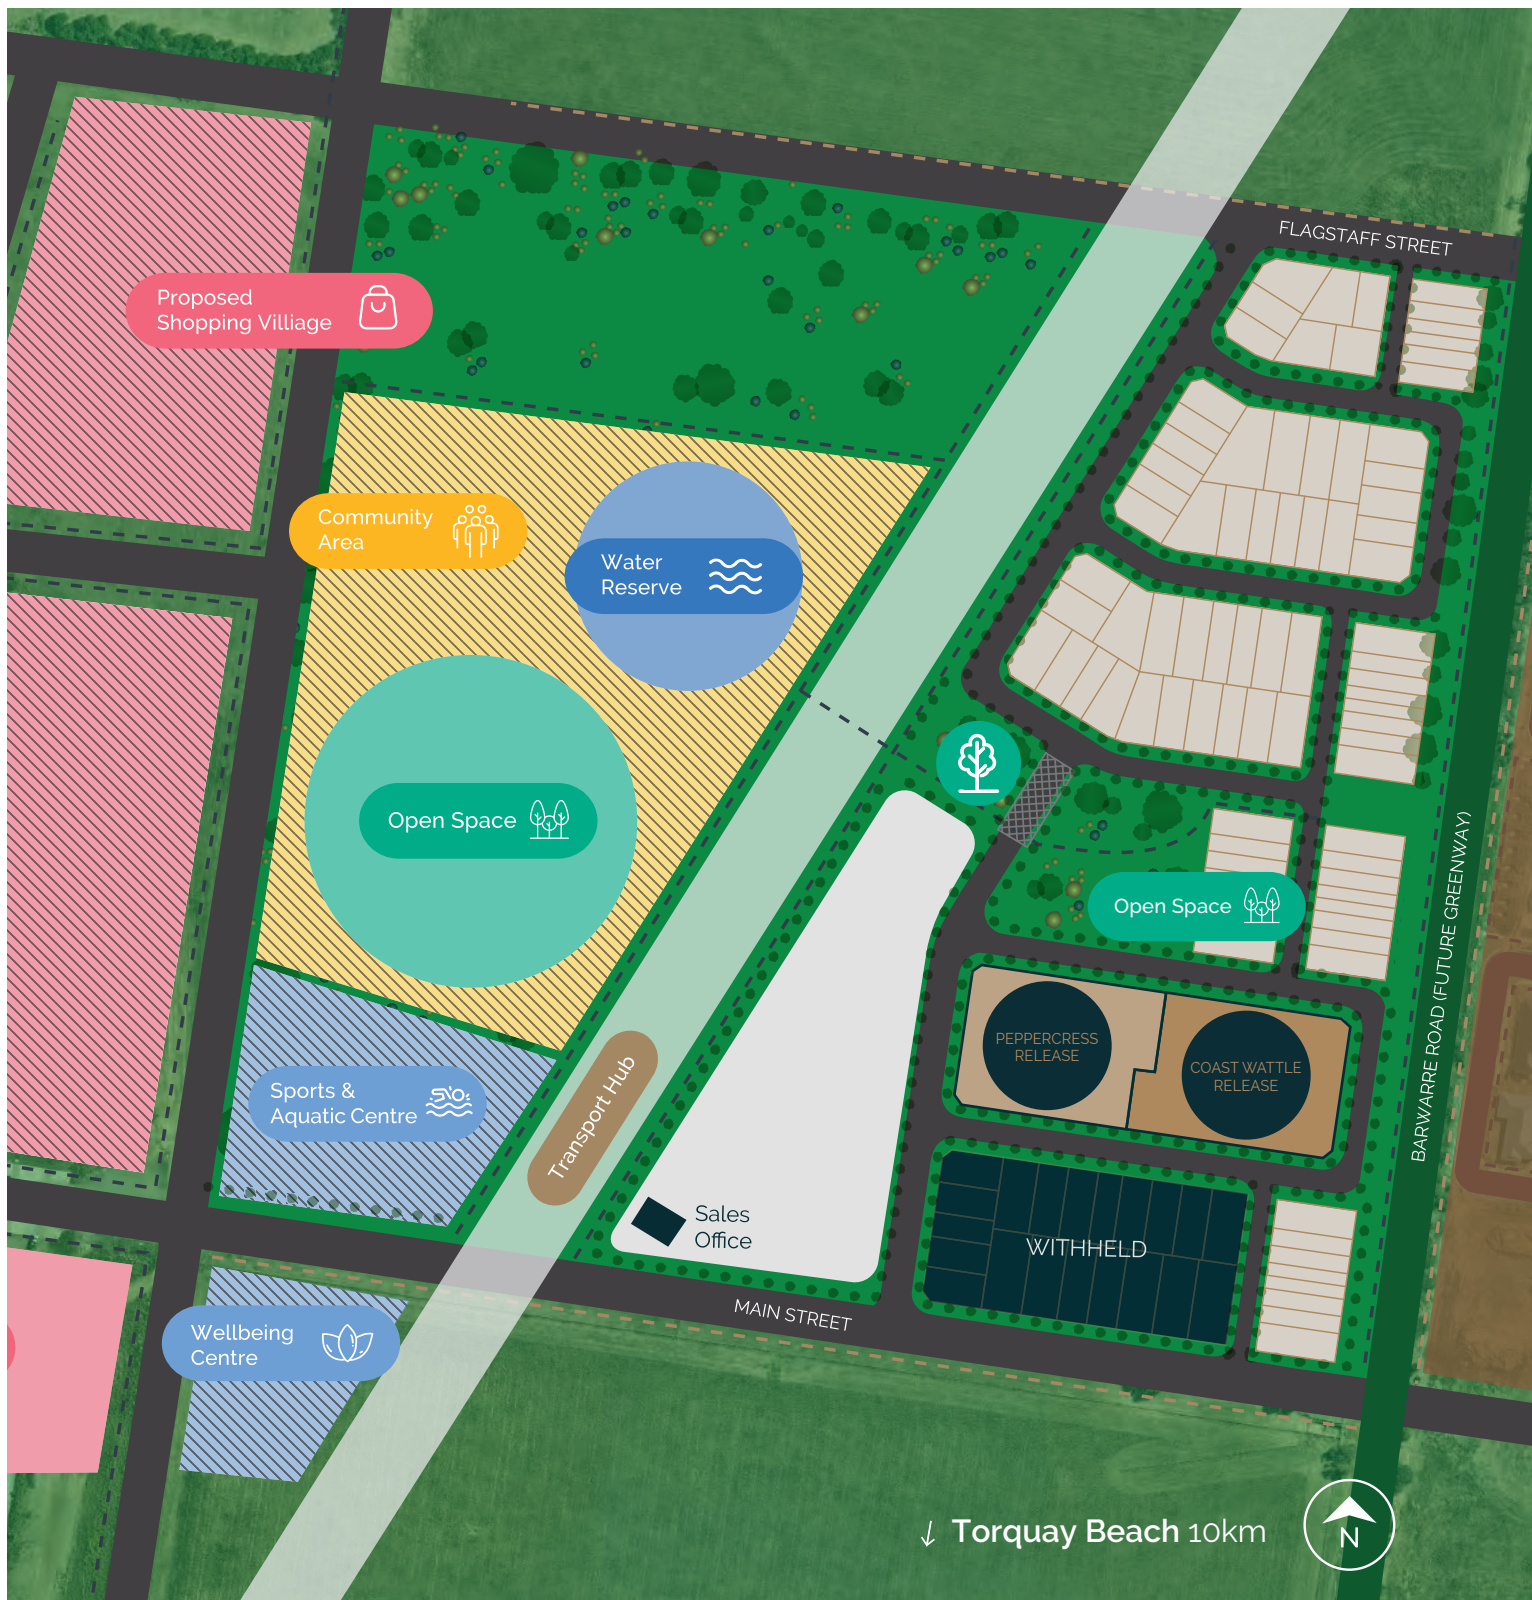 FLAGSTAFF STREET
Proposed
Shopping Villiage
Community
Area
Water
Reserve
Open Space
Open Space
BARWARRE ROAD (FUTURE GREENWAY)
PEPPERCRESS
RELEASE
COAST WATTLE
RELEASE
Sports &
Aquatic Centre
Transport Hub
Sales
Office
WITHHELD
MAIN STREET
Wellbeing
Centre
↓ Torquay Beach 10km
N